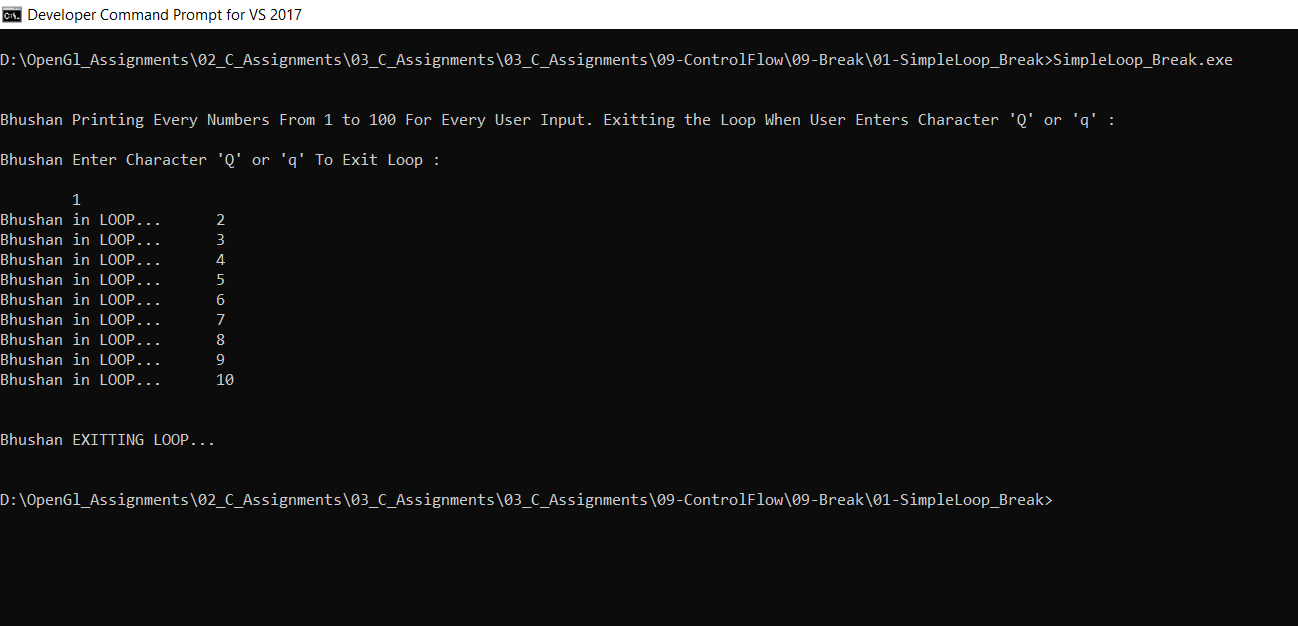 Developer Command Prompt for VS 2017
D:\OpenGl_Assignments\02_C_Assignments\03_C_Assignments\03_C_Assignments\09-ControlFlow\09-Break\01-SimpleLoop_Break>SimpleLoop_Break.exe
Bhushan Printing Every Numbers From 1 to 100 For Every User Input. Exitting the Loop When User Enters Character 'Q' or 'q' :
Bhushan Enter Character 'Q' or 'q' To Exit Loop :
1
Bhushan in LOOP... 2
Bhushan in LOOP... 3
Bhushan in LOOP... 4
Bhushan in LOOP... 5
Bhushan in LOOP... 6
Bhushan in LOOP... 7
Bhushan in LOOP... 8
Bhushan in LOOP... 9
Bhushan in LOOP... 10
Bhushan EXITTING LOOP...
D:\OpenGl_Assignments\02_C_Assignments\03_C_Assignments\03_C_Assignments\09-ControlFlow\09-Break\01-SimpleLoop_Break>